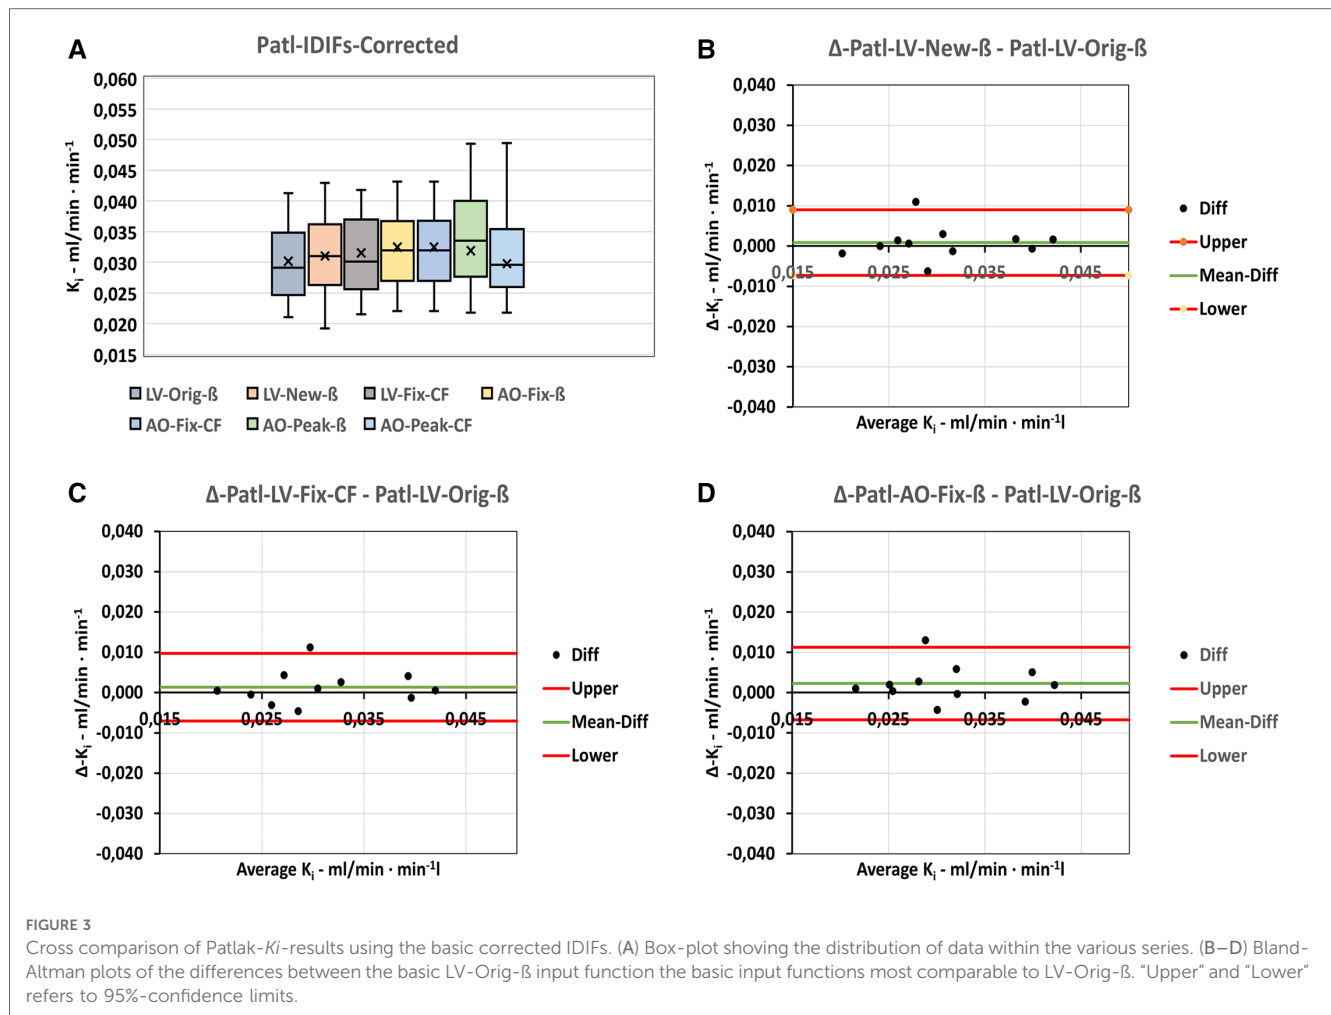 A
Patl-IDIFs-Corrected
0,060
0,055
0,050
0,045
0,040
0,035
0,030
0,025
0,020
0,015
Ki - ml/min · min-1
LV-Orig-ß LV-New-ß LV-Fix-CF AO-Fix-ß
AO-Fix-CF AO-Peak-ß AO-Peak-CF
B
Δ-Patl-LV-New-ß - Patl-LV-Orig-ß
0,040
0,030
0,020
0,010
0,000
-0,010
-0,020
-0,030
-0,040
Δ-Ki - ml/min · min-1
0,015 0,025 0,035 0,045
Average Ki - ml/min · min-1l
Diff
Upper
Mean-Diff
Lower
C
Δ-Patl-LV-Fix-CF - Patl-LV-Orig-ß
0,040
0,030
0,020
0,010
0,000
-0,010
-0,020
-0,030
-0,040
Δ-Ki - ml/min · min-1
0,015 0,025 0,035 0,045
Average Ki - ml/min · min-1l
Diff
Upper
Mean-Diff
Lower
D
Δ-Patl-AO-Fix-ß - Patl-LV-Orig-ß
0,040
0,030
0,020
0,010
0,000
-0,010
-0,020
-0,030
-0,040
Δ-Ki - ml/min · min-1
0,015 0,025 0,035 0,045
Average Ki - ml/min · min-1l
Diff
Upper
Mean-Diff
Lower
FIGURE 3
Cross comparison of Patlak-Ki-results using the basic corrected IDIFs. (A) Box-plot showing the distribution of data within the various series. (B–D) Bland-
Altman plots of the differences between the basic LV-Orig-ß input function the basic input functions most comparable to LV-Orig-ß. “Upper” and “Lower”
refers to 95%-confidence limits.